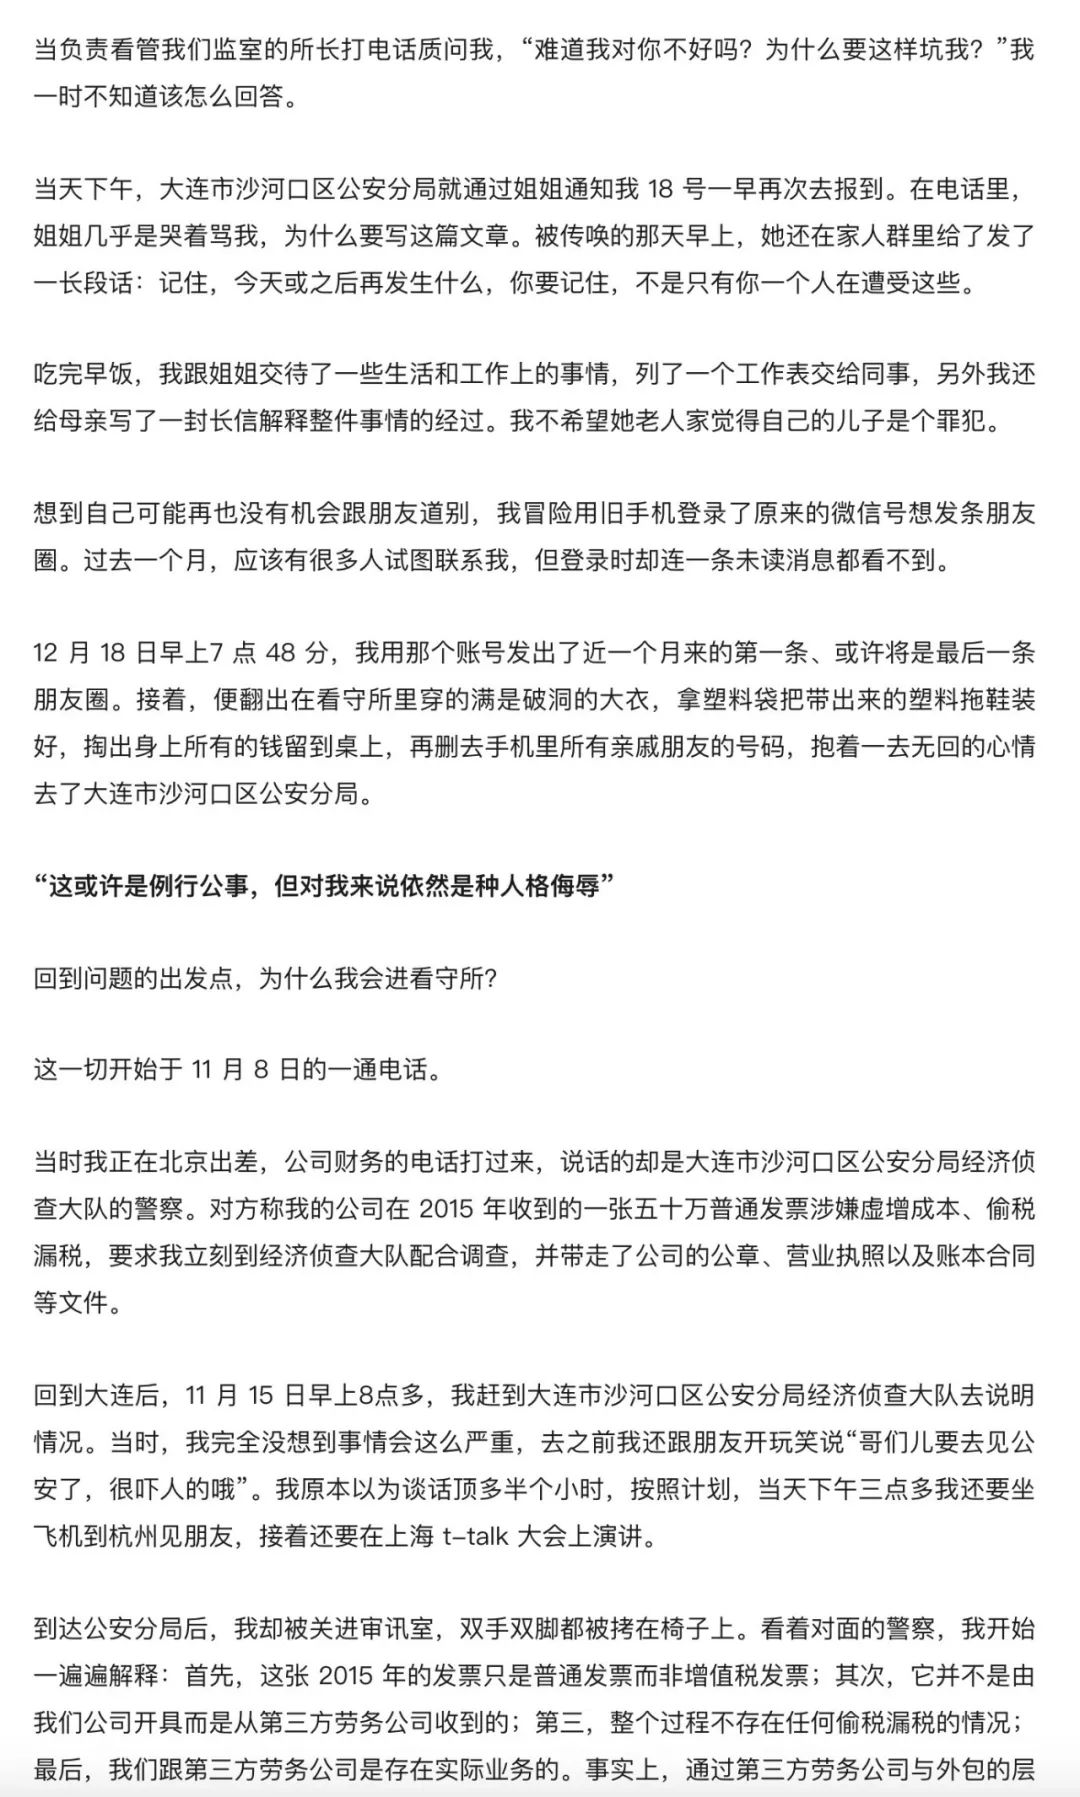 当负责看管我们监室的所长打电话质问我，“难道我对你不好吗？为什么要这样坑我？”我
一时不知道该怎么回答。
当天下午，大连市沙河口区公安分局就通过姐姐通知我 18 号一早再次去报到。在电话里，
姐姐几乎是哭着骂我，为什么要写这篇文章。被传唤的那天早上，她还在家人群里给了发了
一长段话：记住，今天或之后再发生什么，你要记住，不是只有你一个人在遭受这些。
吃完早饭，我跟姐姐交待了一些生活和工作上的事情，列了一个工作表交给同事，另外我还
给母亲写了一封长信解释整件事情的经过。我不希望她老人家觉得自己的儿子是个罪犯。
想到自己可能再也没有机会跟朋友道别，我冒险用旧手机登录了原来的微信号想发条朋友
圈。过去一个月，应该有很多人试图联系我，但登录时却连一条未读消息都看不到。
12 月 18 日早上7 点 48 分，我用那个账号发出了近一个月来的第一条、或许将是最后一条
朋友圈。接着，便翻出在看守所里穿的满是破洞的大衣，拿塑料袋把带出来的塑料拖鞋装
好，掏出身上所有的钱留到桌上，再删去手机里所有亲戚朋友的号码，抱着一去无回的心情
去了大连市沙河口区公安分局。
“这或许是例行公事，但对我来说依然是种人格侮辱”
回到问题的出发点，为什么我会进看守所？
这一切开始于 11 月 8 日的一通电话。
当时我正在北京出差，公司财务的电话打过来，说话的却是大连市沙河口区公安分局经济侦
查大队的警察。对方称我的公司在 2015 年收到的一张五十万普通发票涉嫌虚增成本、偷税
漏税，要求我立刻到经济侦查大队配合调查，并带走了公司的公章、营业执照以及账本合同
等文件。
回到大连后，11 月 15 日早上8点多，我赶到大连市沙河口区公安分局经济侦查大队去说明
情况。当时，我完全没想到事情会这么严重，去之前我还跟朋友开玩笑说“哥们儿要去见公
安了，很吓人的哦”。我原本以为谈话顶多半个小时，按照计划，当天下午三点多我还要坐
飞机到杭州见朋友，接着还要在上海 t-talk 大会上演讲。
到达公安分局后，我却被关进审讯室，双手双脚都被拷在椅子上。看着对面的警察，我开始
一遍遍解释：首先，这张 2015 年的发票只是普通发票而非增值税发票；其次，它并不是由
我们公司开具而是从第三方劳务公司收到的；第三，整个过程不存在任何偷税漏税的情况；
最后，我们跟第三方劳务公司是存在实际业务的。事实上，通过第三方劳务公司与外包的层